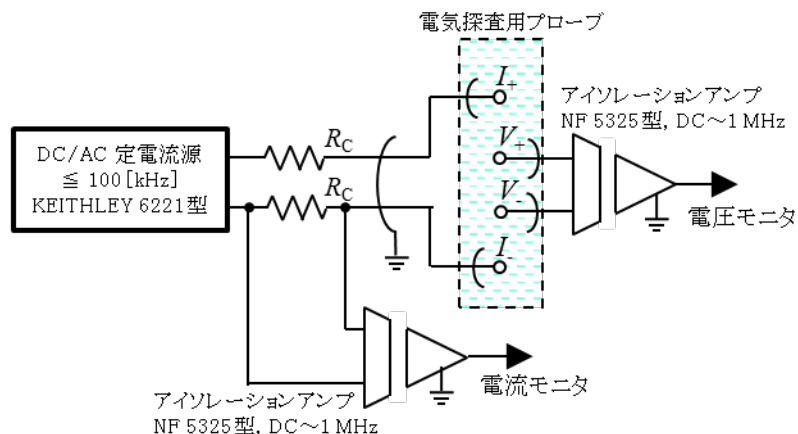 電気探査用プローブ
I+
アイソレーションアンプ
NF 5325型, DC～1 MHz
DC/AC 定電流源
≦ 100 [kHz]
KEITHLEY 6221型
RC
V+
RC
V-
電圧モニタ
I-
電流モニタ
アイソレーションアンプ
NF 5325型, DC～1 MHz